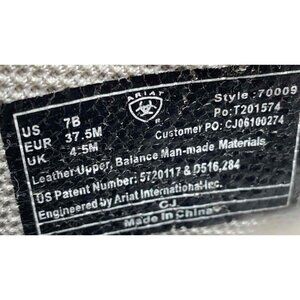 ARIAT
Style: 70009
US 7B
Po: T201574
EUR 37.5M
Customer PO: CJ06100274
UK 4.5M
Leather Upper, Balance Man-made Materials
US Patent Number: 5720117 & D516,284
Engineered by Ariat International Inc.
CJ
Made in China